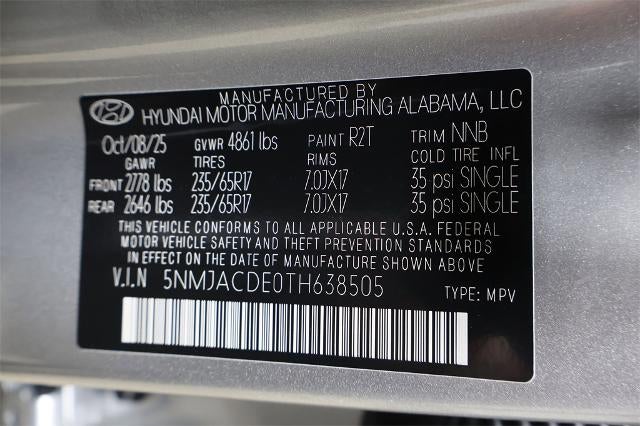 MANUFACTURED BY
HYUNDAI MOTOR MANUFACTURING ALABAMA, LLC
Oct/08/25 GVWR 4861 lbs PAINT R2T TRIM NNB
GAWR TIRES RIMS COLD TIRE INFL
FRONT 2778 lbs 235/65R17 7.0JX17 35 psi SINGLE
REAR 2646 lbs 235/65R17 7.0JX17 35 psi SINGLE
THIS VEHICLE CONFORMS TO ALL APPLICABLE U.S.A. FEDERAL
MOTOR VEHICLE SAFETY AND THEFT PREVENTION STANDARDS
IN EFFECT ON THE DATE OF MANUFACTURE SHOWN ABOVE.
V.I.N 5NMJACDE0TH638505 TYPE: MPV